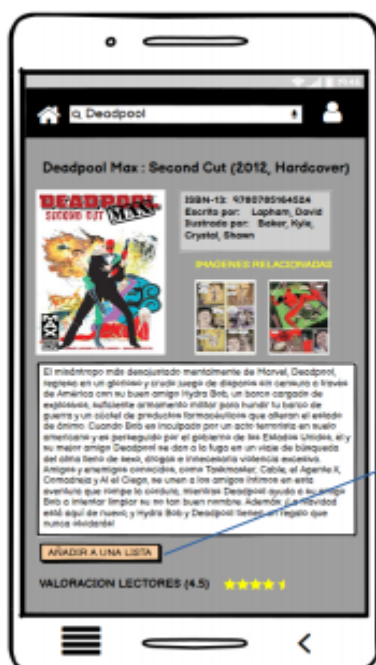 Deadpool
Deadpool Max : Second Cut (2012, Hardcover)
DEADPOOL
SECOND CUT MAX
ISBN-13: 9780785164524
Escrito por: Lapham, David
Ilustrado por: Baker, Kyle,
Crystal, Shawn
IMAGENES RELACIONADAS
El misántropo más desajustado mentalmente de Marvel, Deadpool,
regresa en un glorioso y crudo juego de disparos sin censura a través
de América con su buen amigo Hydra Bob, un barco cargado de
explosivos, suficiente armamento militar para hundir tu barco de
guerra y un cóctel de productos farmacéuticos que alteran el estado
de ánimo. Cuando Bob es inculpado por un acto terrorista en suelo
americano y es perseguido por el gobierno de los Estados Unidos, él y
su mejor amigo Deadpool se dan a la fuga en un viaje de búsqueda
del alma lleno de sexo, drogas e innecesaria violencia excesiva.
Amigos y enemigos conocidos, como Taskmaster, Cable, el Agente X,
Comadreja y Al el Ciego, se unen a los amigos íntimos en esta
aventura que rompe la cordura, mientras Deadpool ayuda a su amigo
Bob a intentar limpiar su no tan buen nombre. Además: ¡La Navidad
está aquí de nuevo, y Hydra Bob y Deadpool tienen un regalo que
nunca olvidarás!
AÑADIR A UNA LISTA
VALORACION LECTORES (4.5)